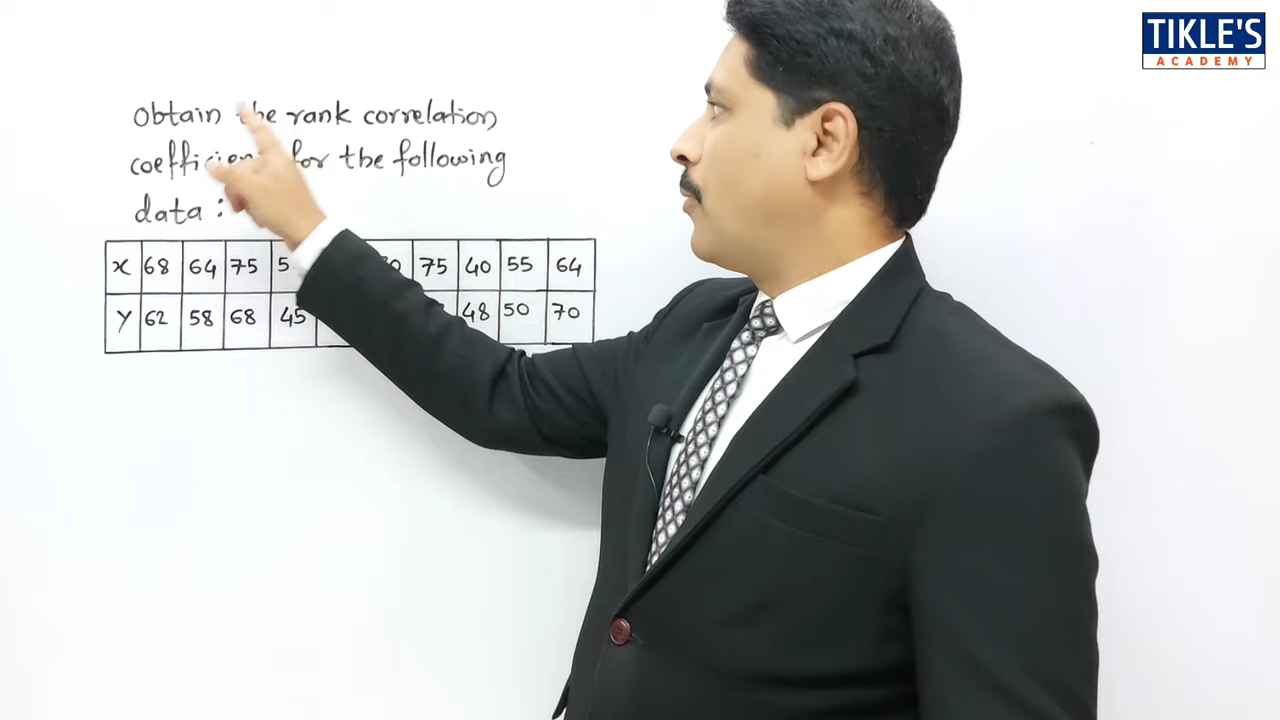 TIKLE'S
ACADEMY
Obtain the rank correlation
for the following
data :
x 68 64 75 75 40 55 64
y 62 58 68 45 48 50 70